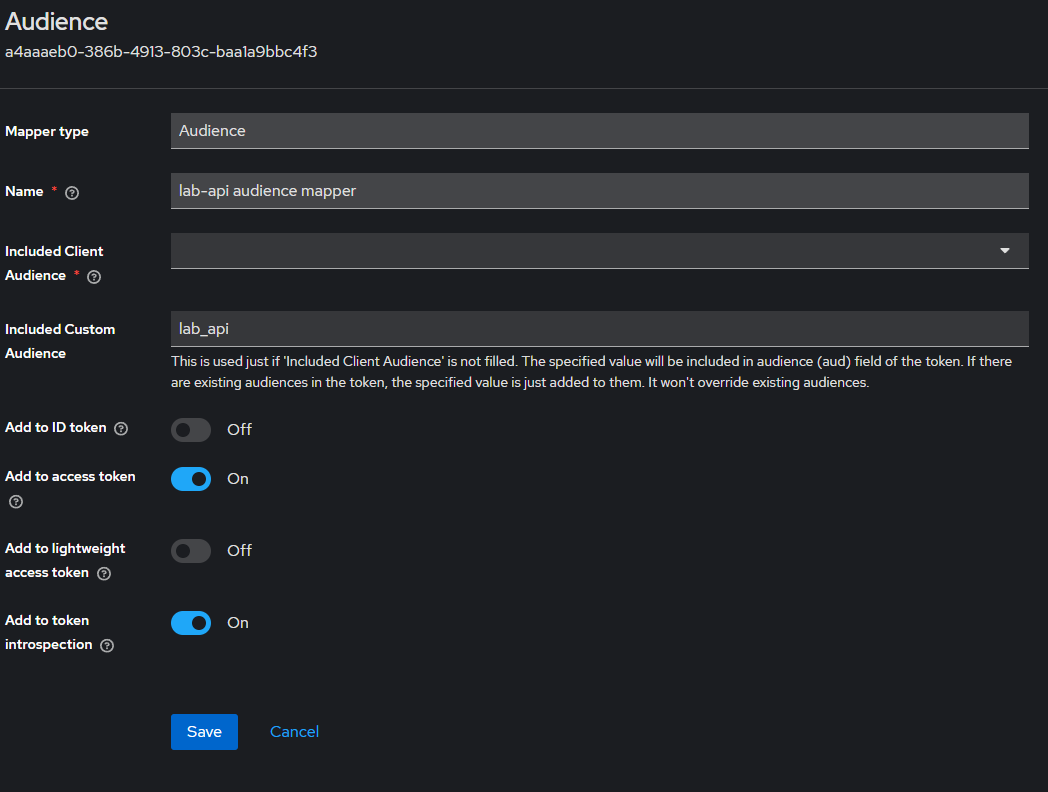 Audience
a4aaaeb0-386b-4913-803c-baa1a9bbc4f3
Mapper type
Audience
Name *
lab-api audience mapper
Included Client
Audience *
Included Custom
Audience
lab_api
This is used just if 'Included Client Audience' is not filled. The specified value will be included in audience (aud) field of the token. If there
are existing audiences in the token, the specified value is just added to them. It won't override existing audiences.
Add to ID token
Off
Add to access token
On
Add to lightweight
access token
Off
Add to token
introspection
On
Save
Cancel